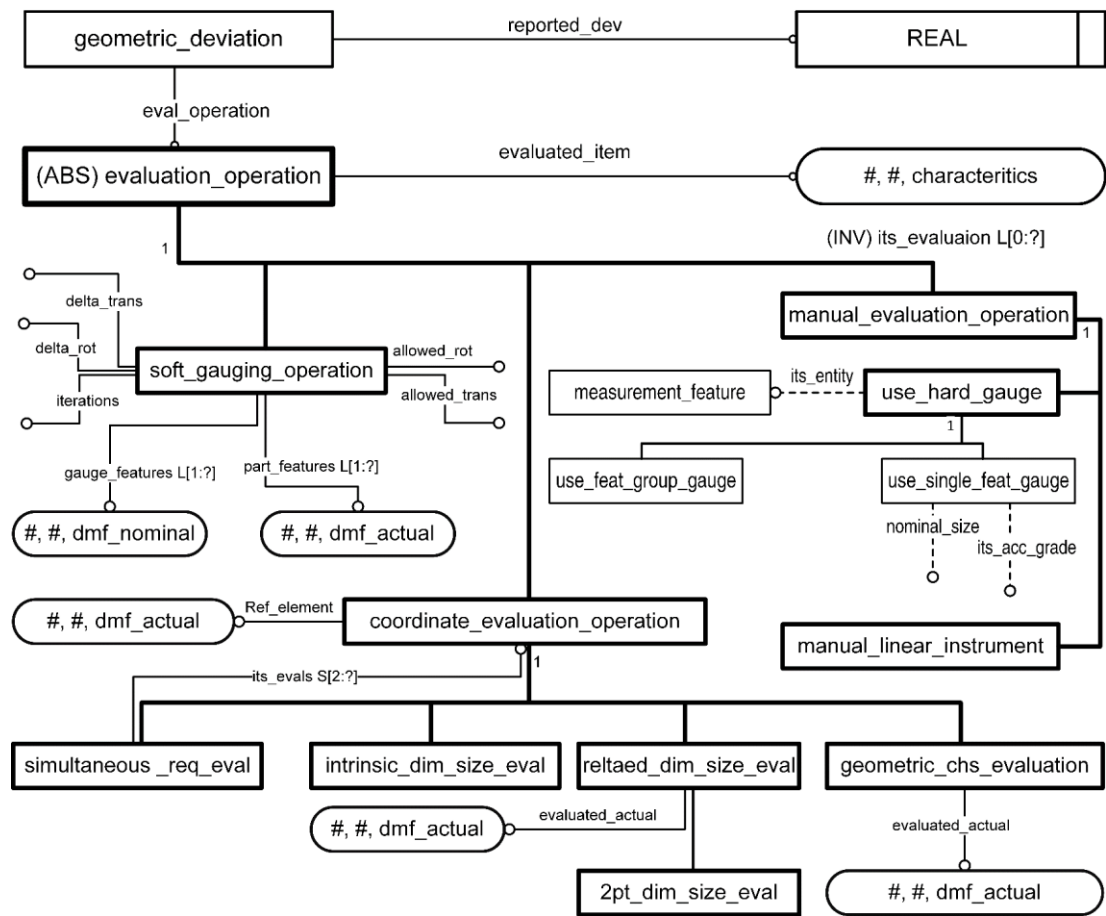 geometric_deviation
reported_dev
REAL
eval_operation
(ABS) evaluation_operation
evaluated_item
#, #, characteritics
1
(INV) its_evaluaion L[0:?]
delta_trans
manual_evaluation_operation
1
delta_rot
soft_gauging_operation
allowed_rot
iterations
allowed_trans
measurement_feature
its_entity
use_hard_gauge
1
gauge_features L[1:?]
part_features L[1:?]
use_feat_group_gauge
use_single_feat_gauge
#, #, dmf_nominal
#, #, dmf_actual
nominal_size
its_acc_grade
#, #, dmf_actual
Ref_element
coordinate_evaluation_operation
manual_linear_instrument
1
its_evals S[2:?]
simultaneous _req_eval
intrinsic_dim_size_eval
reltaed_dim_size_eval
geometric_chs_evaluation
#, #, dmf_actual
evaluated_actual
evaluated_actual
2pt_dim_size_eval
#, #, dmf_actual